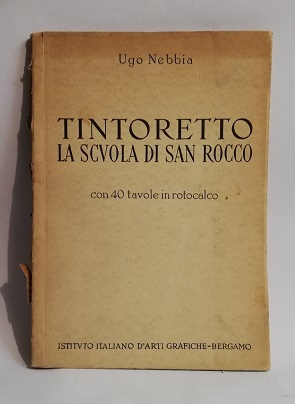 Ugo Nebbia
TINTORETTO
LA SCVOLA DI SAN ROCCO
con 40 tavole in rotocalco
ISTITVTO ITALIANO D'ARTI GRAFICHE-BERGAMO